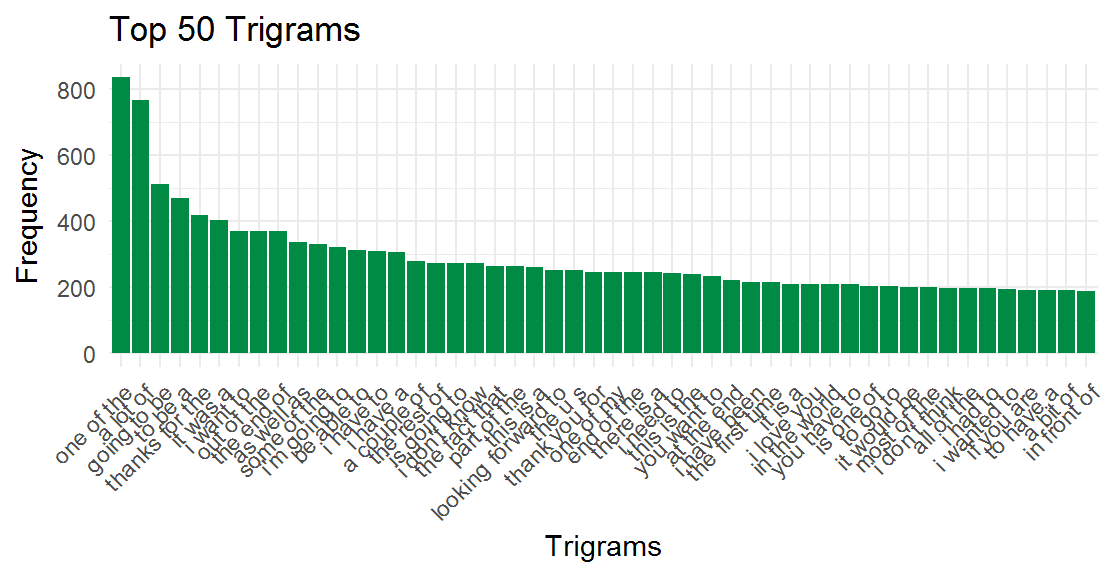 Top 50 Trigrams
Frequency
800
600
400
200
0
one of the
a lot of
going to be
to be a
thanks for the
it was a
i want to
out of the
the end of
as well as
some of the
i'm going to
be able to
i have to
i have a
a couple of
the rest of
is going to
i don't know
the fact that
part of the
this is a
looking forward to
the u s
thank you for
one of my
end of the
there is a
i need to
this is the
you want to
at the end
i have been
the first time
it is a
i love you
in the world
you have to
is one of
to go to
it would be
most of the
i don't think
all of the
i had to
i wanted to
if you are
to have a
a bit of
in front of
Trigrams